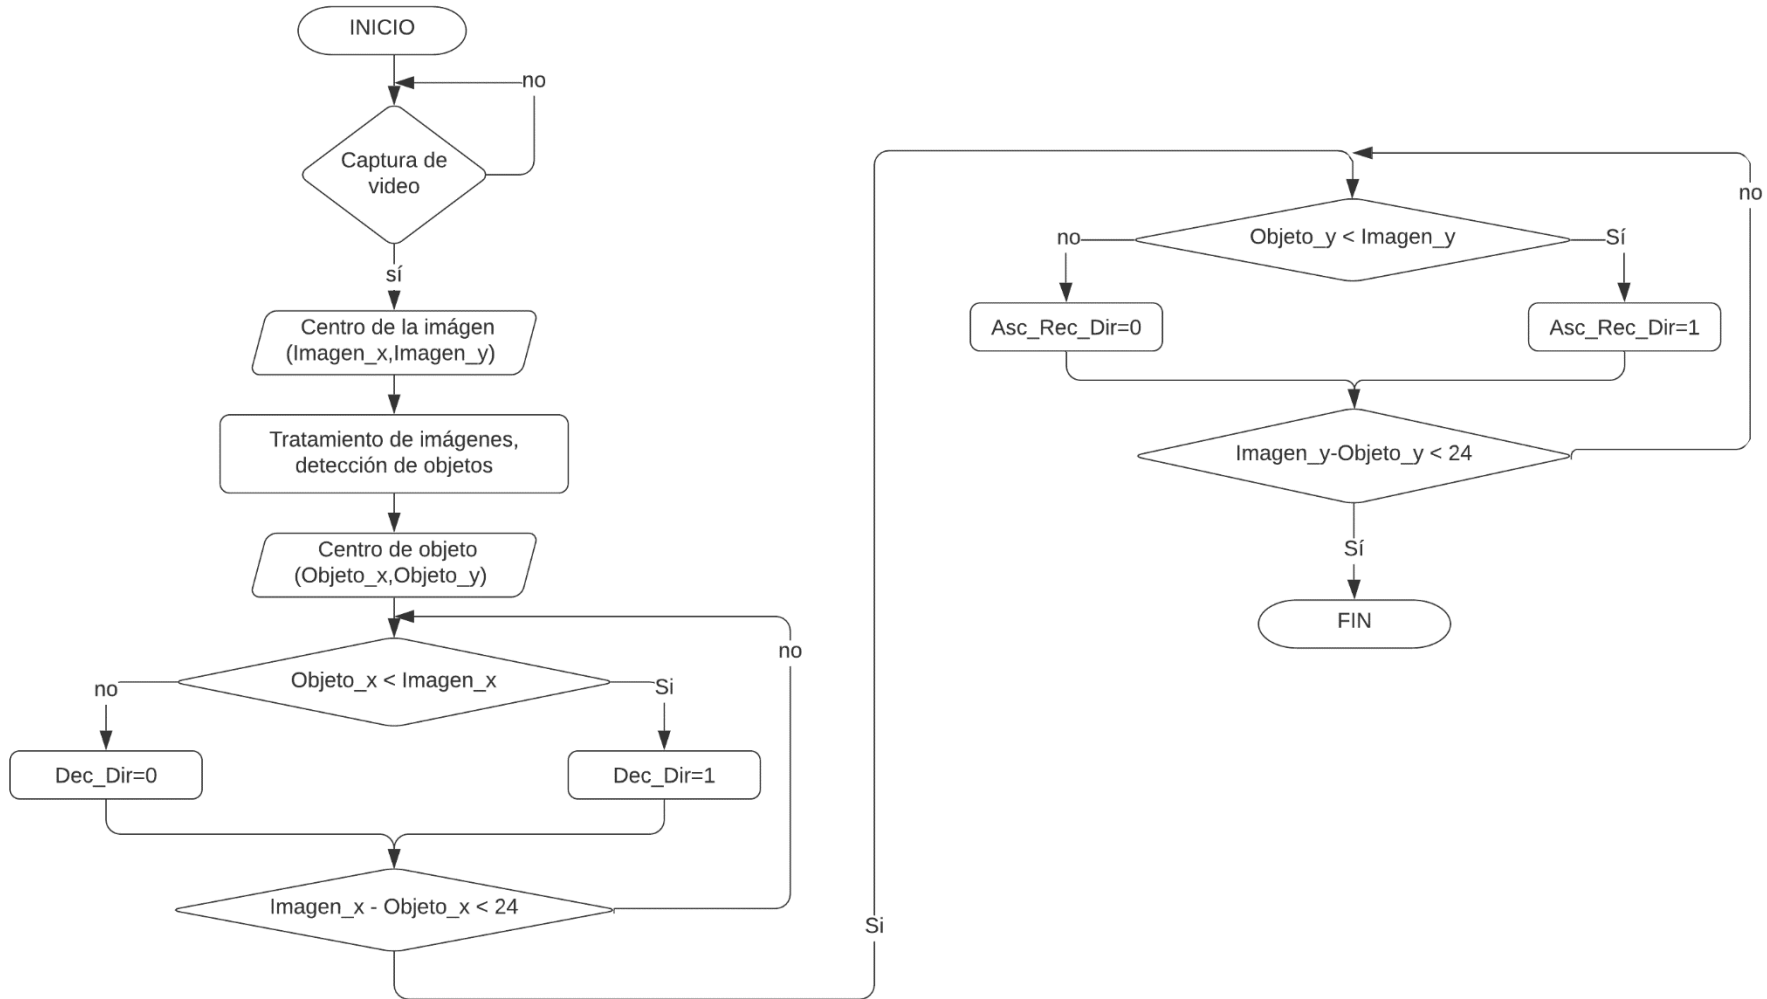 INICIO
no
Captura de
video
sí
Centro de la imágen
(Imagen_x,Imagen_y)
Tratamiento de imágenes,
detección de objetos
Centro de objeto
(Objeto_x,Objeto_y)
no
Objeto_x < Imagen_x
no
Si
Dec_Dir=0
Dec_Dir=1
Imagen_x - Objeto_x < 24
Si
no
Objeto_y < Imagen_y
no
Sí
Asc_Rec_Dir=0
Asc_Rec_Dir=1
Imagen_y-Objeto_y < 24
Sí
FIN